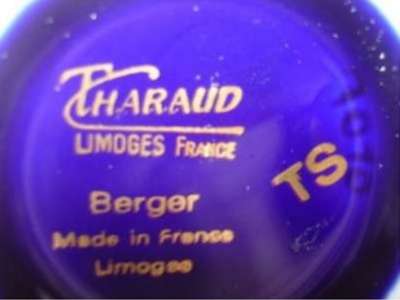 THARAUD
LIMOGES FRANCE
TS
Berger
Made in France
Limoges